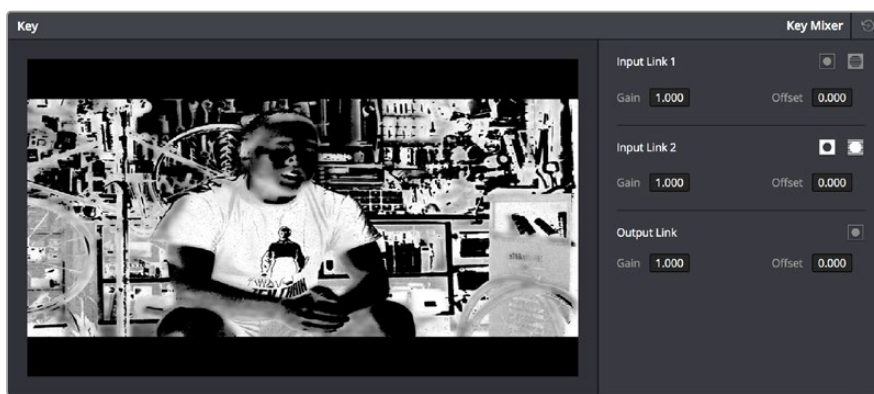 Key
Key Mixer
Input Link 1
Gain 1.000 Offset 0.000
Input Link 2
Gain 1.000 Offset 0.000
Output Link
Gain 1.000 Offset 0.000